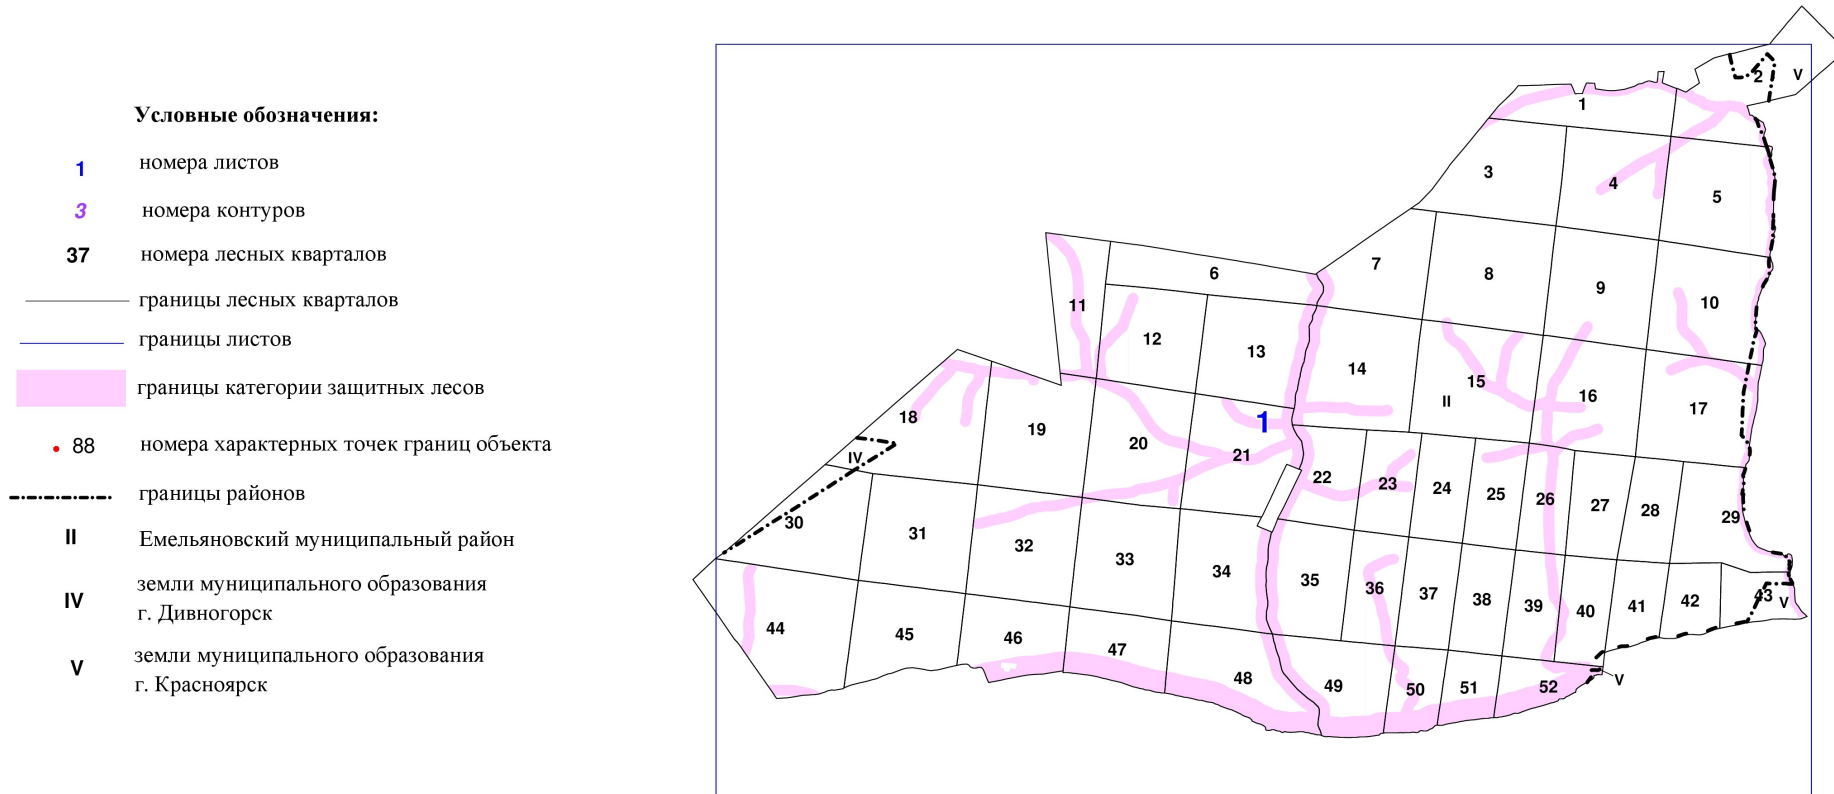 Условные обозначения:
1 номера листов
3 номера контуров
37 номера лесных кварталов
границы лесных кварталов
границы листов
границы категории защитных лесов
88 номера характерных точек границ объекта
границы районов
II Емельяновский муниципальный район
IV земли муниципального образования
г. Дивногорск
V земли муниципального образования
г. Красноярск
2 V
1
3 4 5
6 7 8 9 10
11 12 13 14 15 16 17
II
18 19 20 21 1
IV
22 23 24 25 26 27 28 29
30 31 32 33 34 35 36 37 38 39 40 41 42 43 V
44 45 46 47 48 49 50 51 52 V